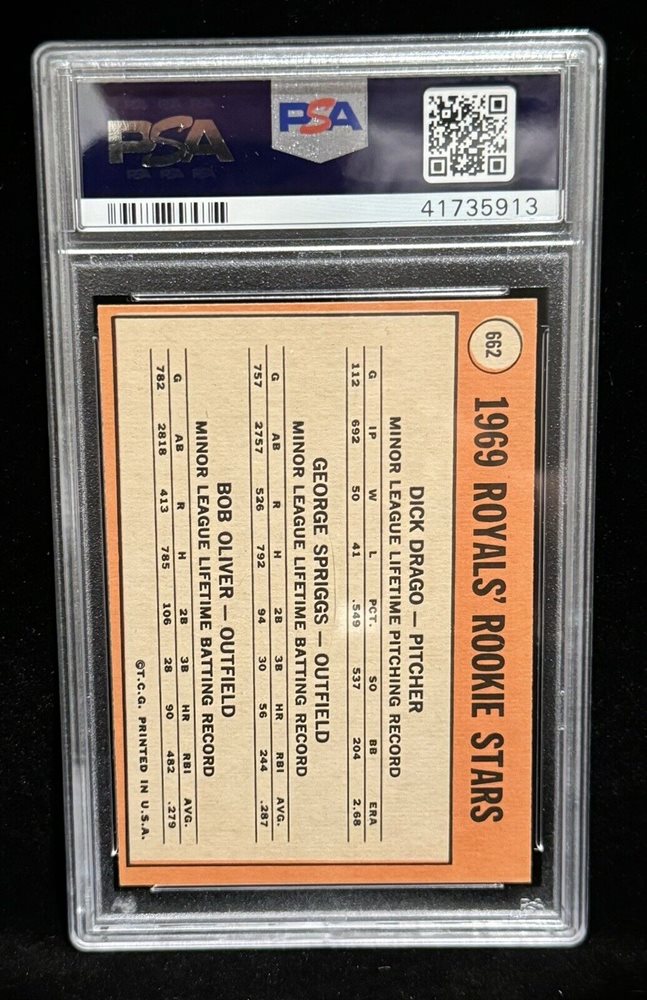 PSA
PSA
41735913
662
1969 ROYALS' ROOKIE STARS
DICK DRAGO — PITCHER
MINOR LEAGUE LIFETIME PITCHING RECORD
G IP W L PCT. SO BB ERA
112 692 50 41 .549 537 204 2.68
GEORGE SPRIGGS — OUTFIELD
MINOR LEAGUE LIFETIME BATTING RECORD
G AB R H 2B 3B HR RBI AVG.
757 2757 526 792 94 30 56 244 .287
BOB OLIVER — OUTFIELD
MINOR LEAGUE LIFETIME BATTING RECORD
G AB R H 2B 3B HR RBI AVG.
782 2818 413 785 106 28 90 482 .279
©T.C.G. PRINTED IN U.S.A.